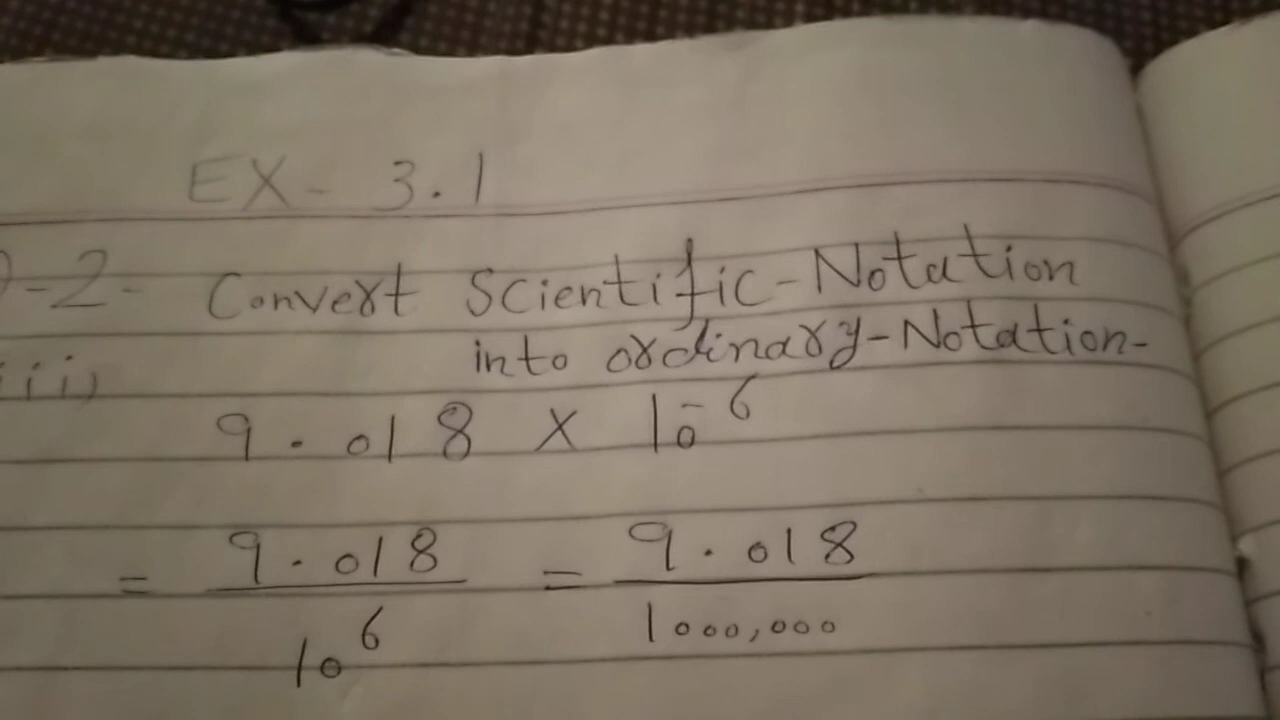 EX - 3.1
Q-2- Convert Scientific-Notation
into ordinary-Notation-
iii)
9.018 X 10^-6
= 9.018 / 10^6 = 9.018 / 1000,000